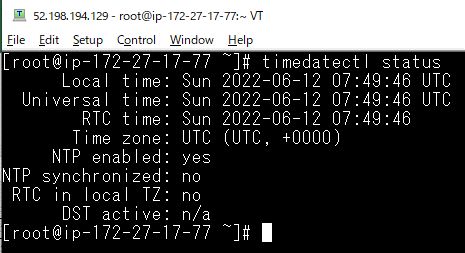 52.198.194.129 - root@ip-172-27-17-77:~ VT
File Edit Setup Control Window Help
[root@ip-172-27-17-77 ~]# timedatectl status
Local time: Sun 2022-06-12 07:49:46 UTC
Universal time: Sun 2022-06-12 07:49:46 UTC
RTC time: Sun 2022-06-12 07:49:46
Time zone: UTC (UTC, +0000)
NTP enabled: yes
NTP synchronized: no
RTC in local TZ: no
DST active: n/a
[root@ip-172-27-17-77 ~]#